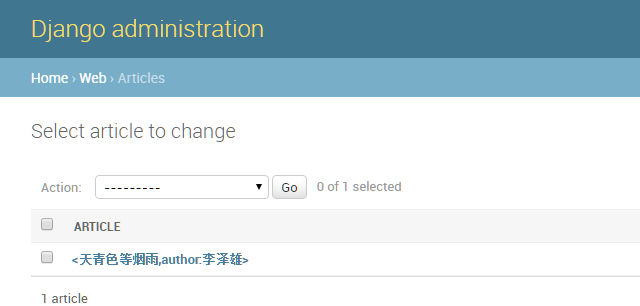 Django administration
Home › Web › Articles
Select article to change
Action: --------- Go 0 of 1 selected
ARTICLE
<天青色等烟雨,author:李泽雄>
1 article